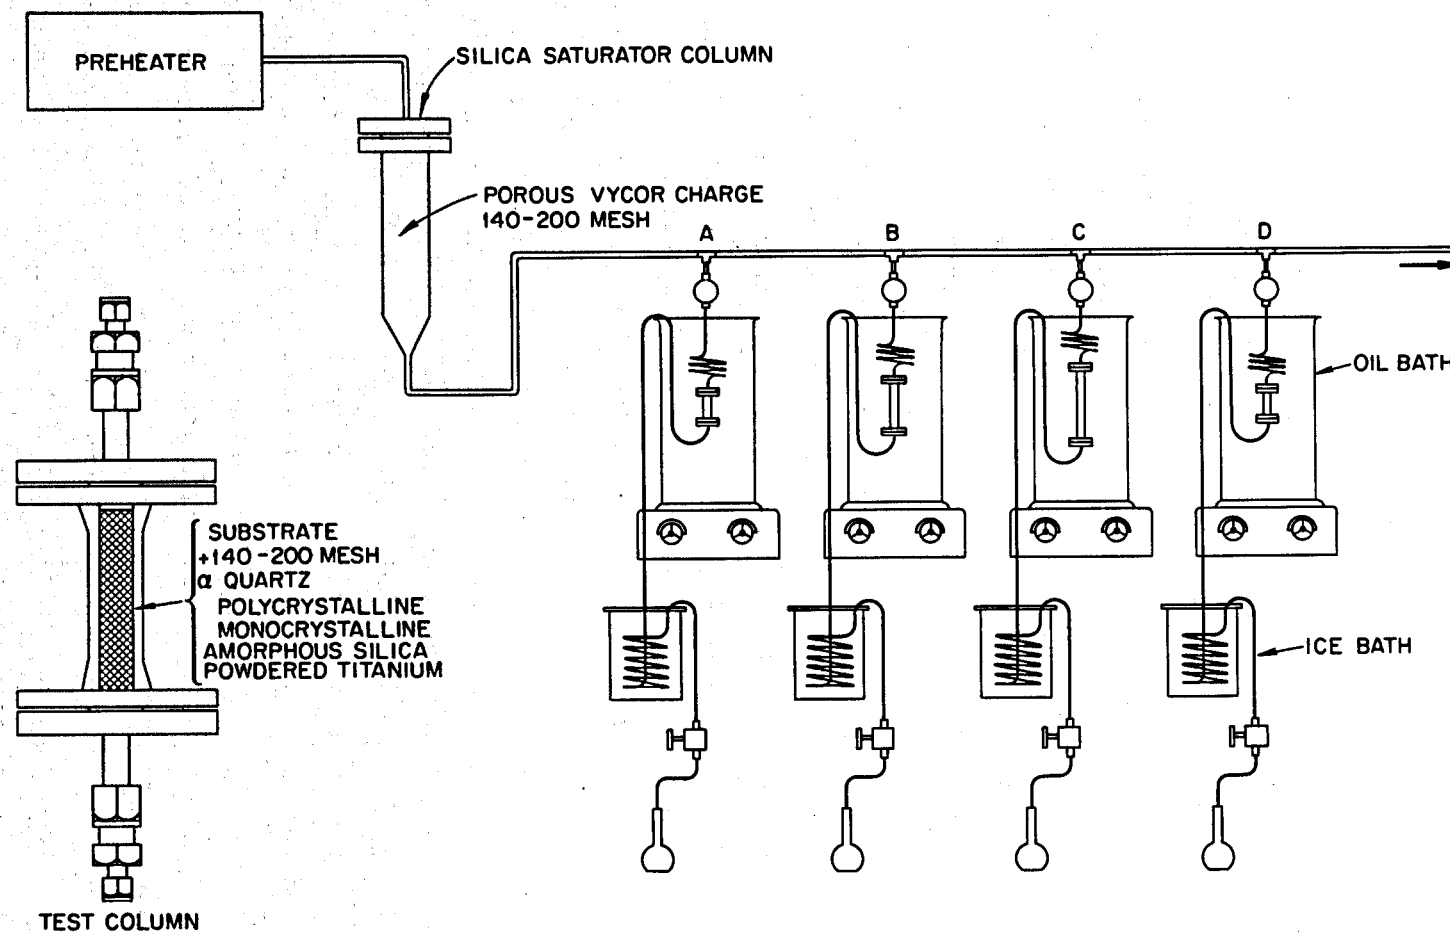 PREHEATER
SILICA SATURATOR COLUMN
POROUS VYCOR CHARGE
140-200 MESH
A
B
C
D
OIL BATH
SUBSTRATE
+140-200 MESH
α QUARTZ
POLYCRYSTALLINE
MONOCRYSTALLINE
AMORPHOUS SILICA
POWDERED TITANIUM
ICE BATH
TEST COLUMN